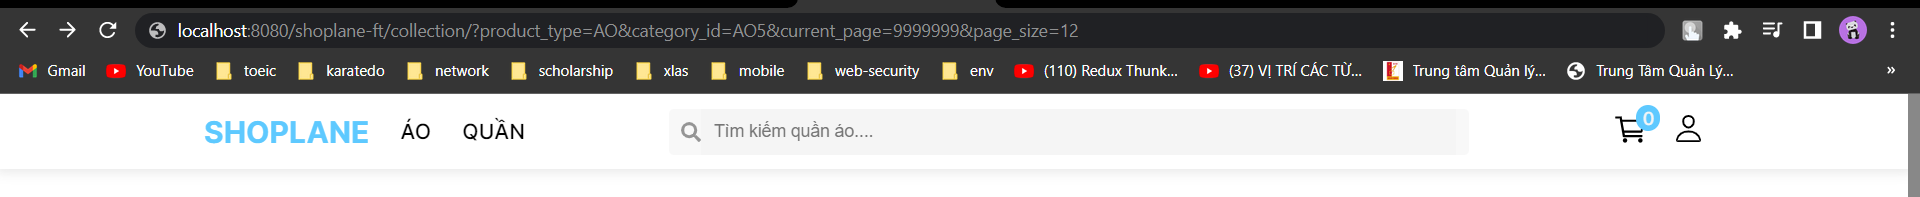 localhost:8080/shoplane-ft/collection/?product_type=AO&category_id=AO5&current_page=9999999&page_size=12
Gmail YouTube toeic karatedo network scholarship xlas mobile web-security env (110) Redux Thunk... (37) VỊ TRÍ CÁC TỪ... Trung tâm Quản lý... Trung Tâm Quản Lý... »
SHOPLANE ÁO QUẦN Tìm kiếm quần áo.... 0